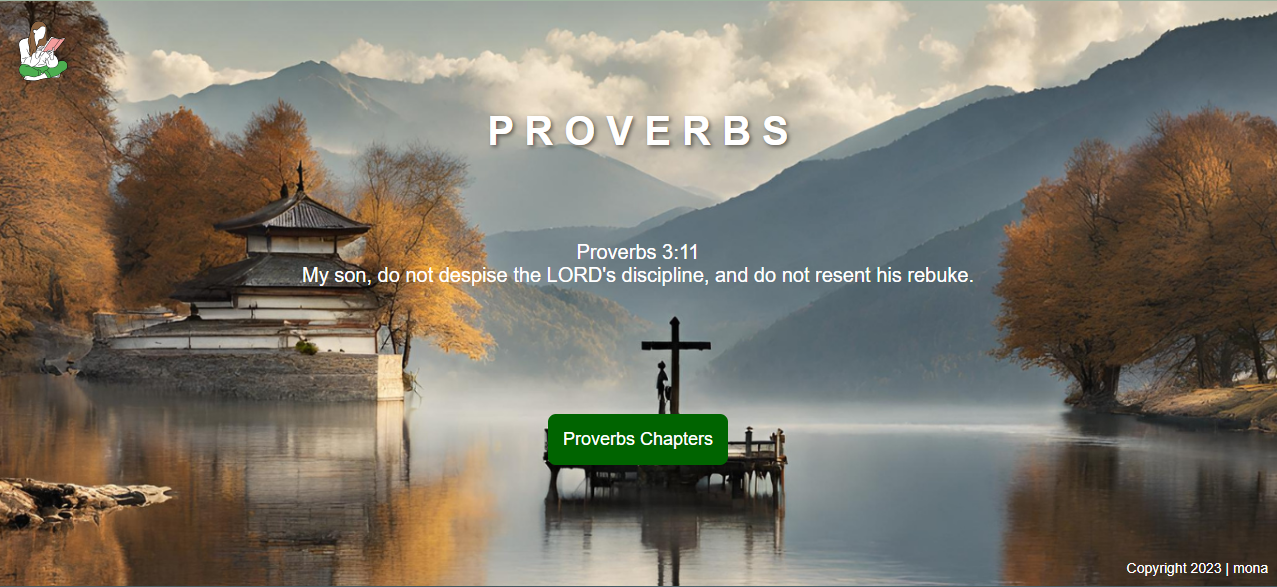 PROVERBS
Proverbs 3:11
My son, do not despise the LORD's discipline, and do not resent his rebuke.
Proverbs Chapters
Copyright 2023 | mona